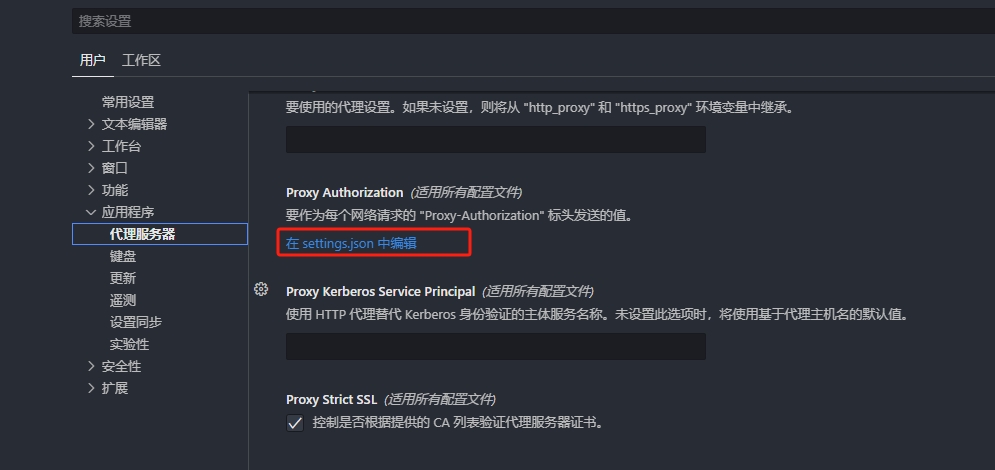 搜索设置
用户 工作区
常用设置
文本编辑器
工作台
窗口
功能
应用程序
代理服务器
键盘
更新
遥测
设置同步
实验性
安全性
扩展
要使用的代理设置。如果未设置，则将从 "http_proxy" 和 "https_proxy" 环境变量中继承。
Proxy Authorization (适用所有配置文件)
要作为每个网络请求的 "Proxy-Authorization" 标头发送的值。
在 settings.json 中编辑
Proxy Kerberos Service Principal (适用所有配置文件)
使用 HTTP 代理替代 Kerberos 身份验证的主体服务名称。未设置此选项时，将使用基于代理主机名的默认值。
Proxy Strict SSL (适用所有配置文件)
控制是否根据提供的 CA 列表验证代理服务器证书。